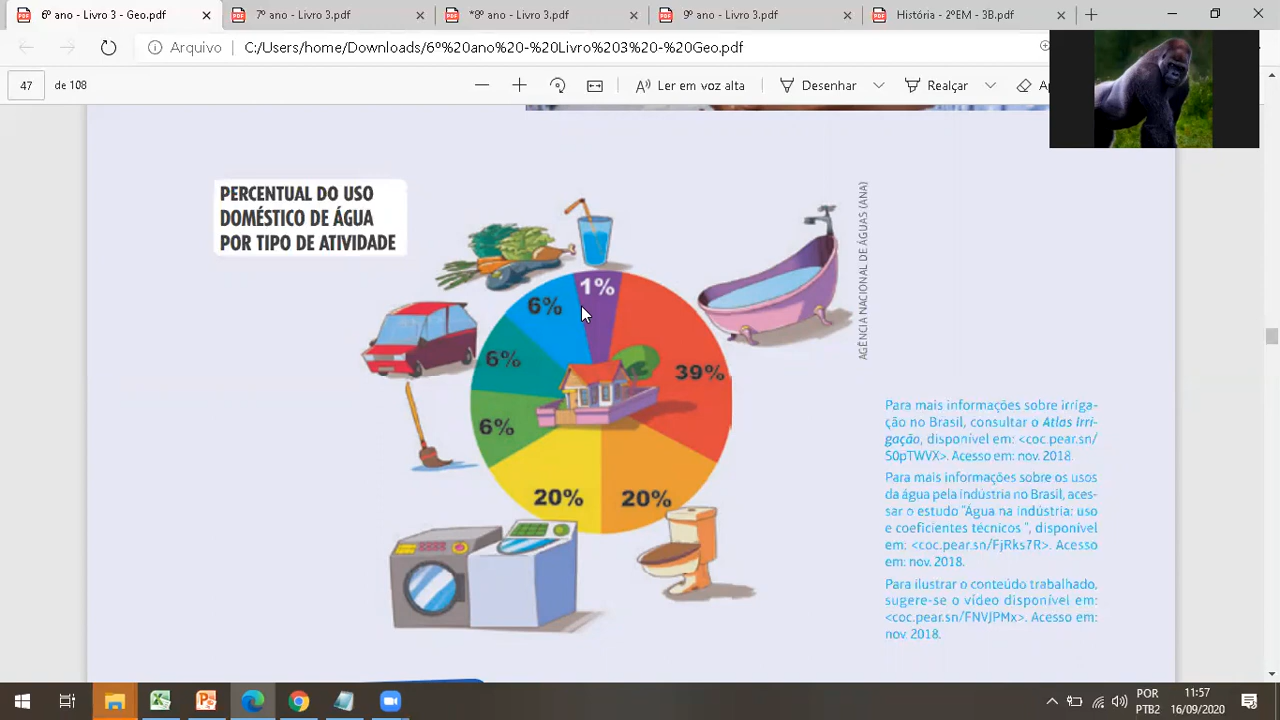 6º ano - Livro 3 - Geo.pdf
7º ano - Livro 3.pdf
*8º ano - Livro 3.pdf
9º ano - Livro 3.pdf
História - 2ºEM - 3B.pdf
Arquivo
C:/Users/home/Downloads/6º%20ano%20-%20Livro%203%20-%20Geo.pdf
47
de 108
Ler em voz alta
Desenhar
Realçar
PERCENTUAL DO USO
DOMÉSTICO DE ÁGUA
POR TIPO DE ATIVIDADE
1%
6%
6%
39%
6%
20%
20%
AGÊNCIA NACIONAL DE ÁGUAS (ANA)
Para mais informações sobre irriga-
ção no Brasil, consultar o Atlas Irri-
gação, disponível em: <coc.pear.sn/
S0pTWVX>. Acesso em: nov. 2018.
Para mais informações sobre os usos
da água pela indústria no Brasil, aces-
sar o estudo "Água na indústria: uso
e coeficientes técnicos ", disponível
em: <coc.pear.sn/FjRks7R>. Acesso
em: nov. 2018.
Para ilustrar o conteúdo trabalhado,
sugere-se o vídeo disponível em:
<coc.pear.sn/FNVJPMx>. Acesso em:
nov. 2018.
POR
PTB2
11:57
16/09/2020